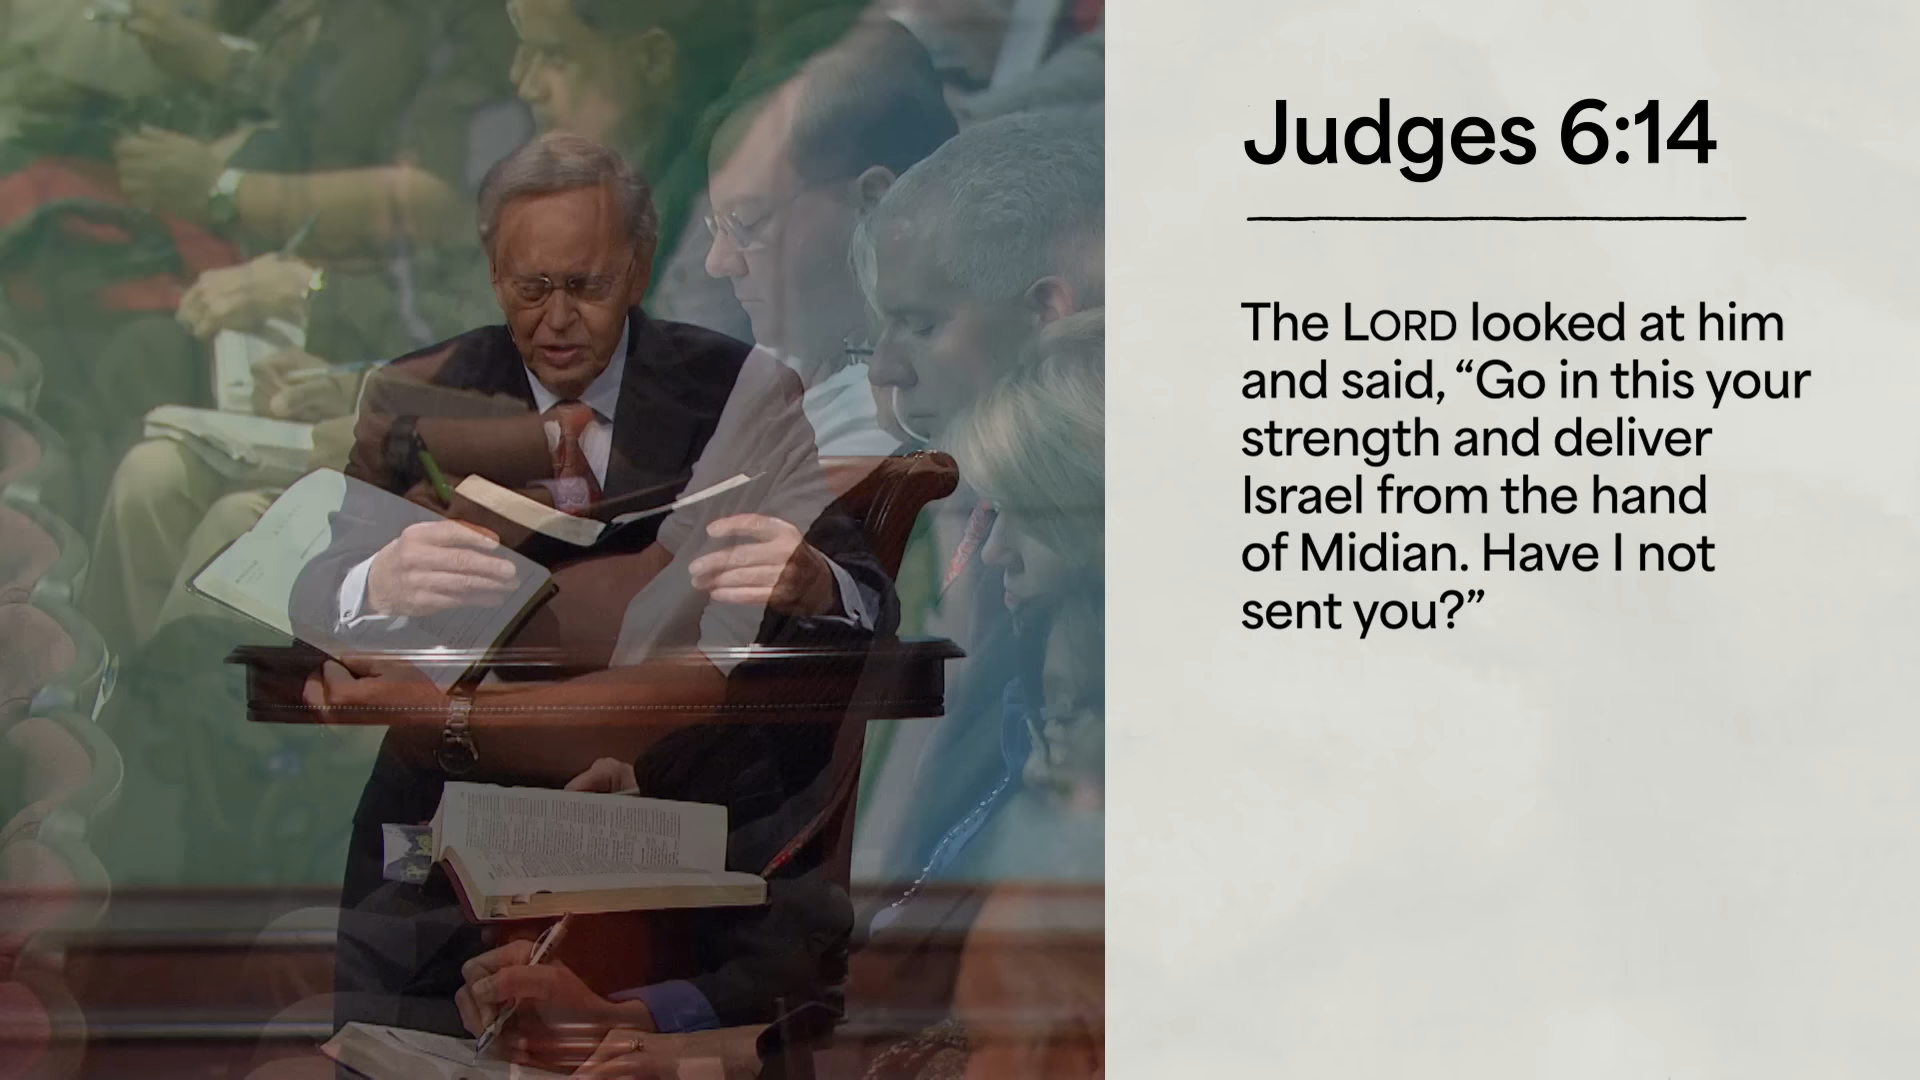 Judges 6:14
The LORD looked at him
and said, “Go in this your
strength and deliver
Israel from the hand
of Midian. Have I not
sent you?”